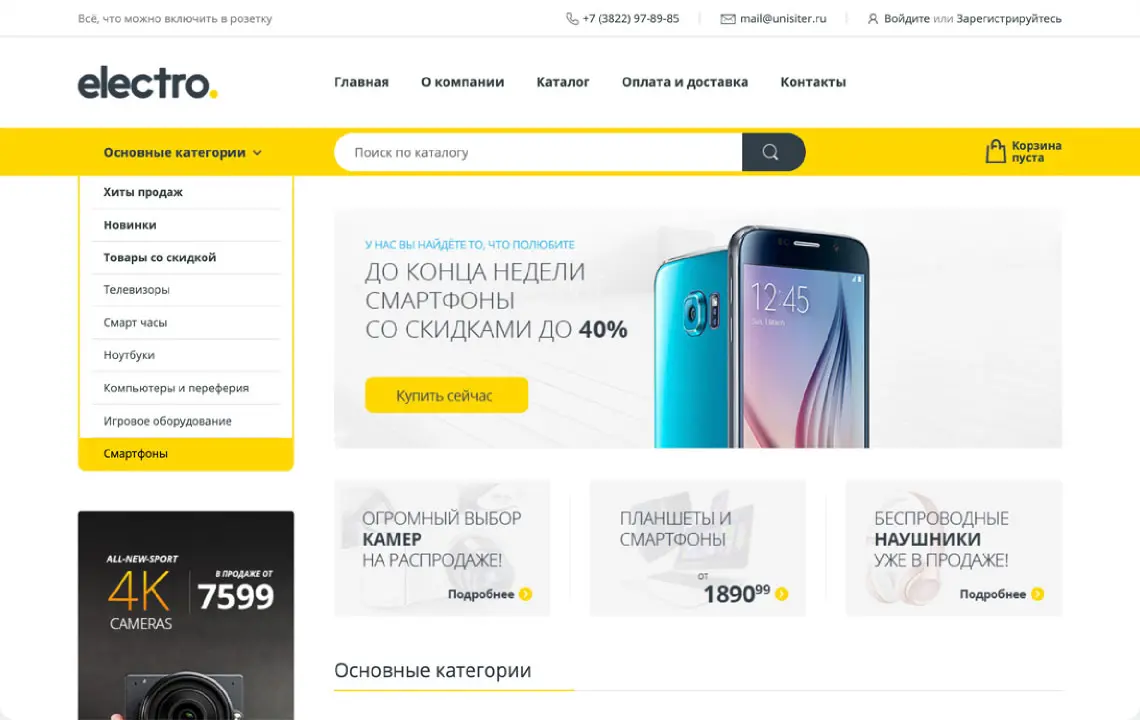 Всё, что можно включить в розетку
+7 (3822) 97-89-85
mail@unisiter.ru
Войдите или Зарегистрируйтесь
electro.
Главная
О компании
Каталог
Оплата и доставка
Контакты
Основные категории
Поиск по каталогу
Корзина
пуста
Хиты продаж
Новинки
Товары со скидкой
Телевизоры
Смарт часы
Ноутбуки
Компьютеры и переферия
Игровое оборудование
Смартфоны
У НАС ВЫ НАЙДЁТЕ ТО, ЧТО ПОЛЮБИТЕ
ДО КОНЦА НЕДЕЛИ
СМАРТФОНЫ
СО СКИДКАМИ ДО 40%
Купить сейчас
12:45
ОГРОМНЫЙ ВЫБОР
КАМЕР
НА РАСПРОДАЖЕ!
Подробнее
ПЛАНШЕТЫ И
СМАРТФОНЫ
ОТ
1890⁹⁹
БЕСПРОВОДНЫЕ
НАУШНИКИ
УЖЕ В ПРОДАЖЕ!
Подробнее
ALL-NEW-SPORT
4K
CAMERAS
В ПРОДАЖЕ ОТ
7599
Основные категории